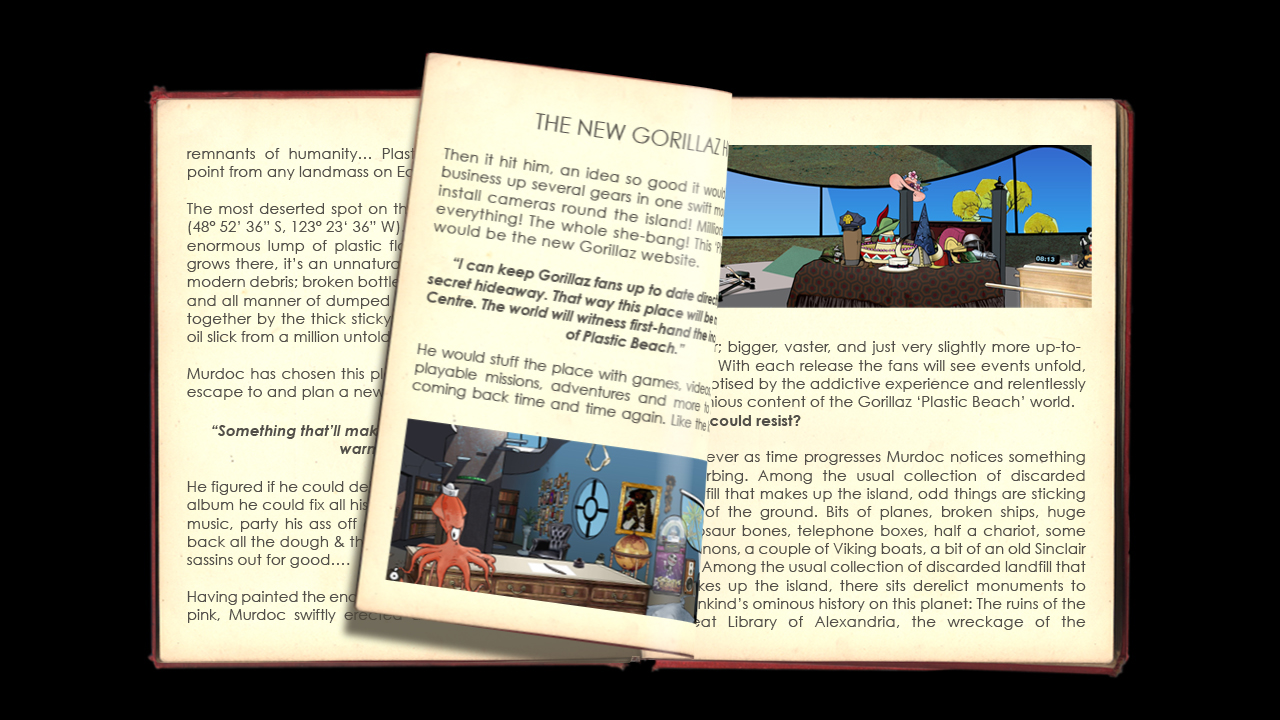 remnants of humanity… Plast
point from any landmass on Ea
The most deserted spot on th
(48º 52' 36" S, 123º 23' 36" W)
enormous lump of plastic flo
grows there, it's an unnatura
modern debris; broken bottle
and all manner of dumped
together by the thick sticky
oil slick from a million untold
Murdoc has chosen this pl
escape to and plan a new
"Something that'll mak
warn
He figured if he could de
album he could fix all his
music, party his ass off
back all the dough & th
sassins out for good….
Having painted the eng
pink, Murdoc swiftly erected
THE NEW GORILLAZ H
Then it hit him, an idea so good it would
business up several gears in one swift mo
install cameras round the island! Million
everything! The whole she-bang! This 'Pl
would be the new Gorillaz website.
"I can keep Gorillaz fans up to date direc
secret hideaway. That way this place will be
Centre. The world will witness first-hand the
of Plastic Beach."
He would stuff the place with games, videos,
playable missions, adventures and more to
coming back time and time again. Like the
08:13
r; bigger, vaster, and just very slightly more up-to-
With each release the fans will see events unfold,
otised by the addictive experience and relentlessly
nious content of the Gorillaz 'Plastic Beach' world.
could resist?
ever as time progresses Murdoc notices something
rbing. Among the usual collection of discarded
fill that makes up the island, odd things are sticking
of the ground. Bits of planes, broken ships, huge
osaur bones, telephone boxes, half a chariot, some
nons, a couple of Viking boats, a bit of an old Sinclair
Among the usual collection of discarded landfill that
kes up the island, there sits derelict monuments to
nkind's ominous history on this planet: The ruins of the
eat Library of Alexandria, the wreckage of the